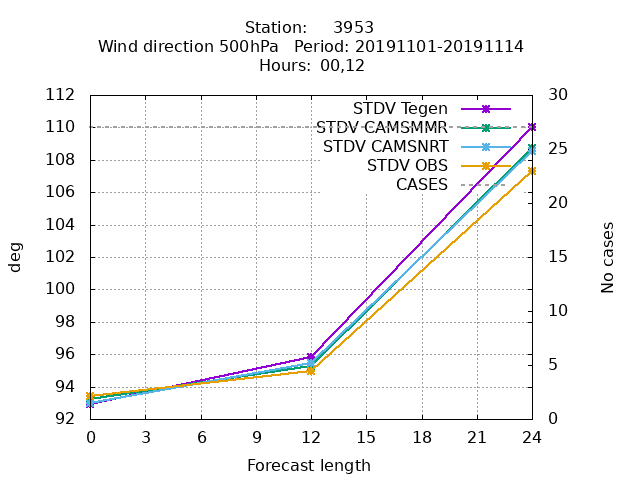 Station: 3953
Wind direction 500hPa Period: 20191101-20191114
Hours: 00,12
112
110
108
106
104
102
100
98
96
94
92
deg
30
25
20
15
10
5
0
No cases
STDV Tegen
STDV CAMSMMR
STDV CAMSNRT
STDV OBS
CASES
0 3 6 9 12 15 18 21 24
Forecast length